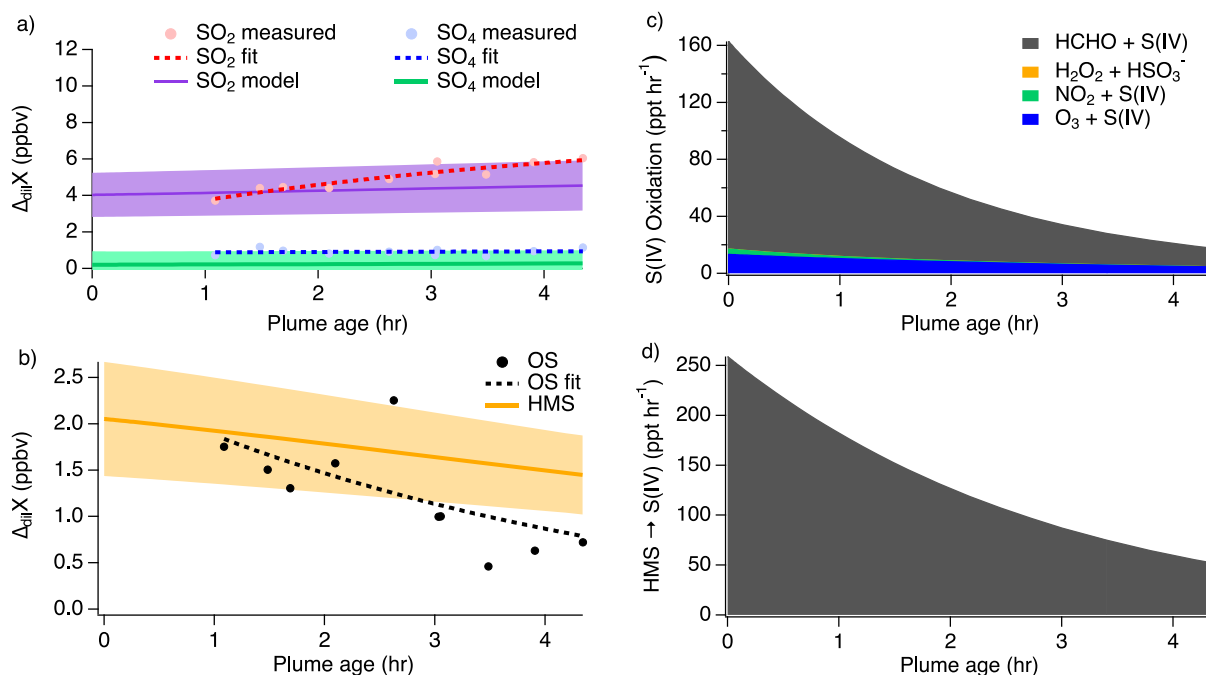 a)
SO₂ measured
SO₂ fit
SO₂ model
SO₄ measured
SO₄ fit
SO₄ model
12
10
8
6
4
2
0
Δ_dil X (ppbv)
0 1 2 3 4
Plume age (hr)
b)
OS
OS fit
HMS
2.5
2.0
1.5
1.0
0.5
0.0
Δ_dil X (ppbv)
0 1 2 3 4
Plume age (hr)
c)
HCHO + S(IV)
H₂O₂ + HSO₃⁻
NO₂ + S(IV)
O₃ + S(IV)
160
120
80
40
0
S(IV) Oxidation (ppt hr⁻¹)
0 1 2 3 4
Plume age (hr)
d)
250
200
150
100
50
0
HMS → S(IV) (ppt hr⁻¹)
0 1 2 3 4
Plume age (hr)